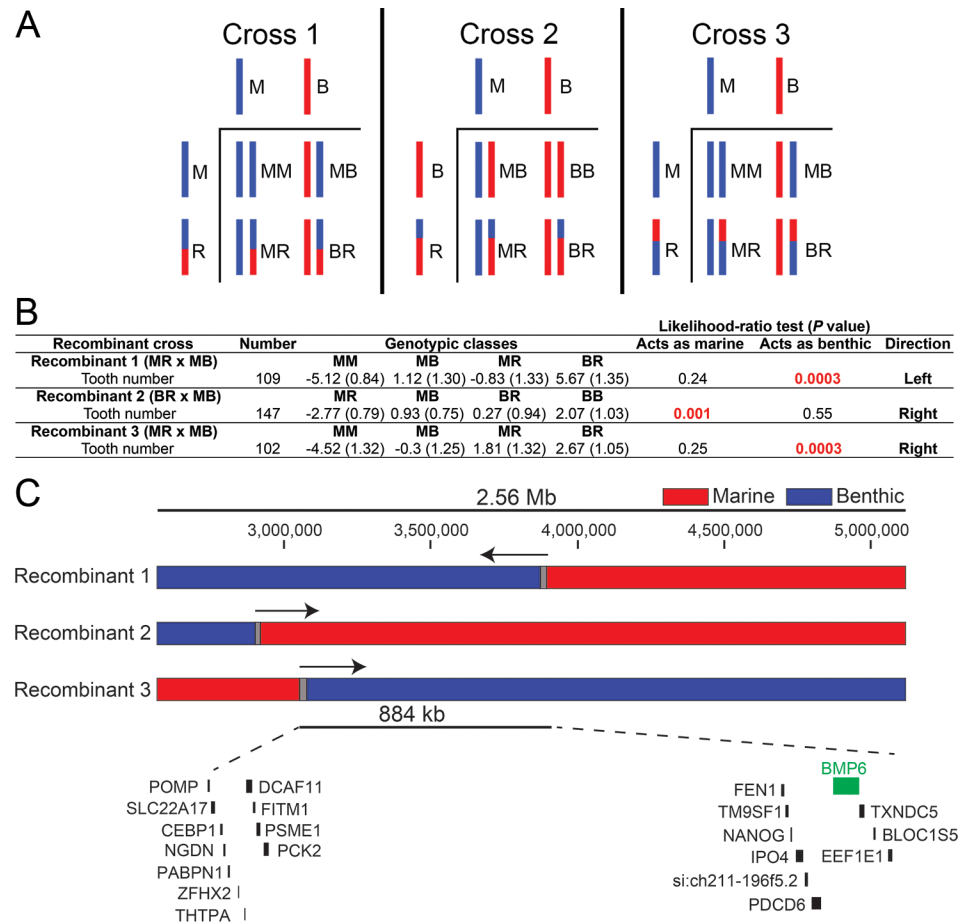 A
Cross 1
Cross 2
Cross 3
M B
M B
M B
M MM MB
B MB BB
M MM MB
R MR BR
R MR BR
R MR BR
B
Likelihood-ratio test (P value)
Recombinant cross Number Genotypic classes Acts as marine Acts as benthic Direction
Recombinant 1 (MR x MB) MM MB MR BR
Tooth number 109 -5.12 (0.84) 1.12 (1.30) -0.83 (1.33) 5.67 (1.35) 0.24 0.0003 Left
Recombinant 2 (BR x MB) MR MB BR BB
Tooth number 147 -2.77 (0.79) 0.93 (0.75) 0.27 (0.94) 2.07 (1.03) 0.001 0.55 Right
Recombinant 3 (MR x MB) MM MB MR BR
Tooth number 102 -4.52 (1.32) -0.3 (1.25) 1.81 (1.32) 2.67 (1.05) 0.25 0.0003 Right
C
2.56 Mb
Marine Benthic
3,000,000 3,500,000 4,000,000 4,500,000 5,000,000
Recombinant 1
Recombinant 2
Recombinant 3
884 kb
POMP DCAF11
SLC22A17 FITM1
CEBP1 PSME1
NGDN PCK2
PABPN1
ZFHX2
THTPA
BMP6
FEN1
TM9SF1 TXNDC5
NANOG BLOC1S5
IPO4 EEF1E1
si:ch211-196f5.2
PDCD6